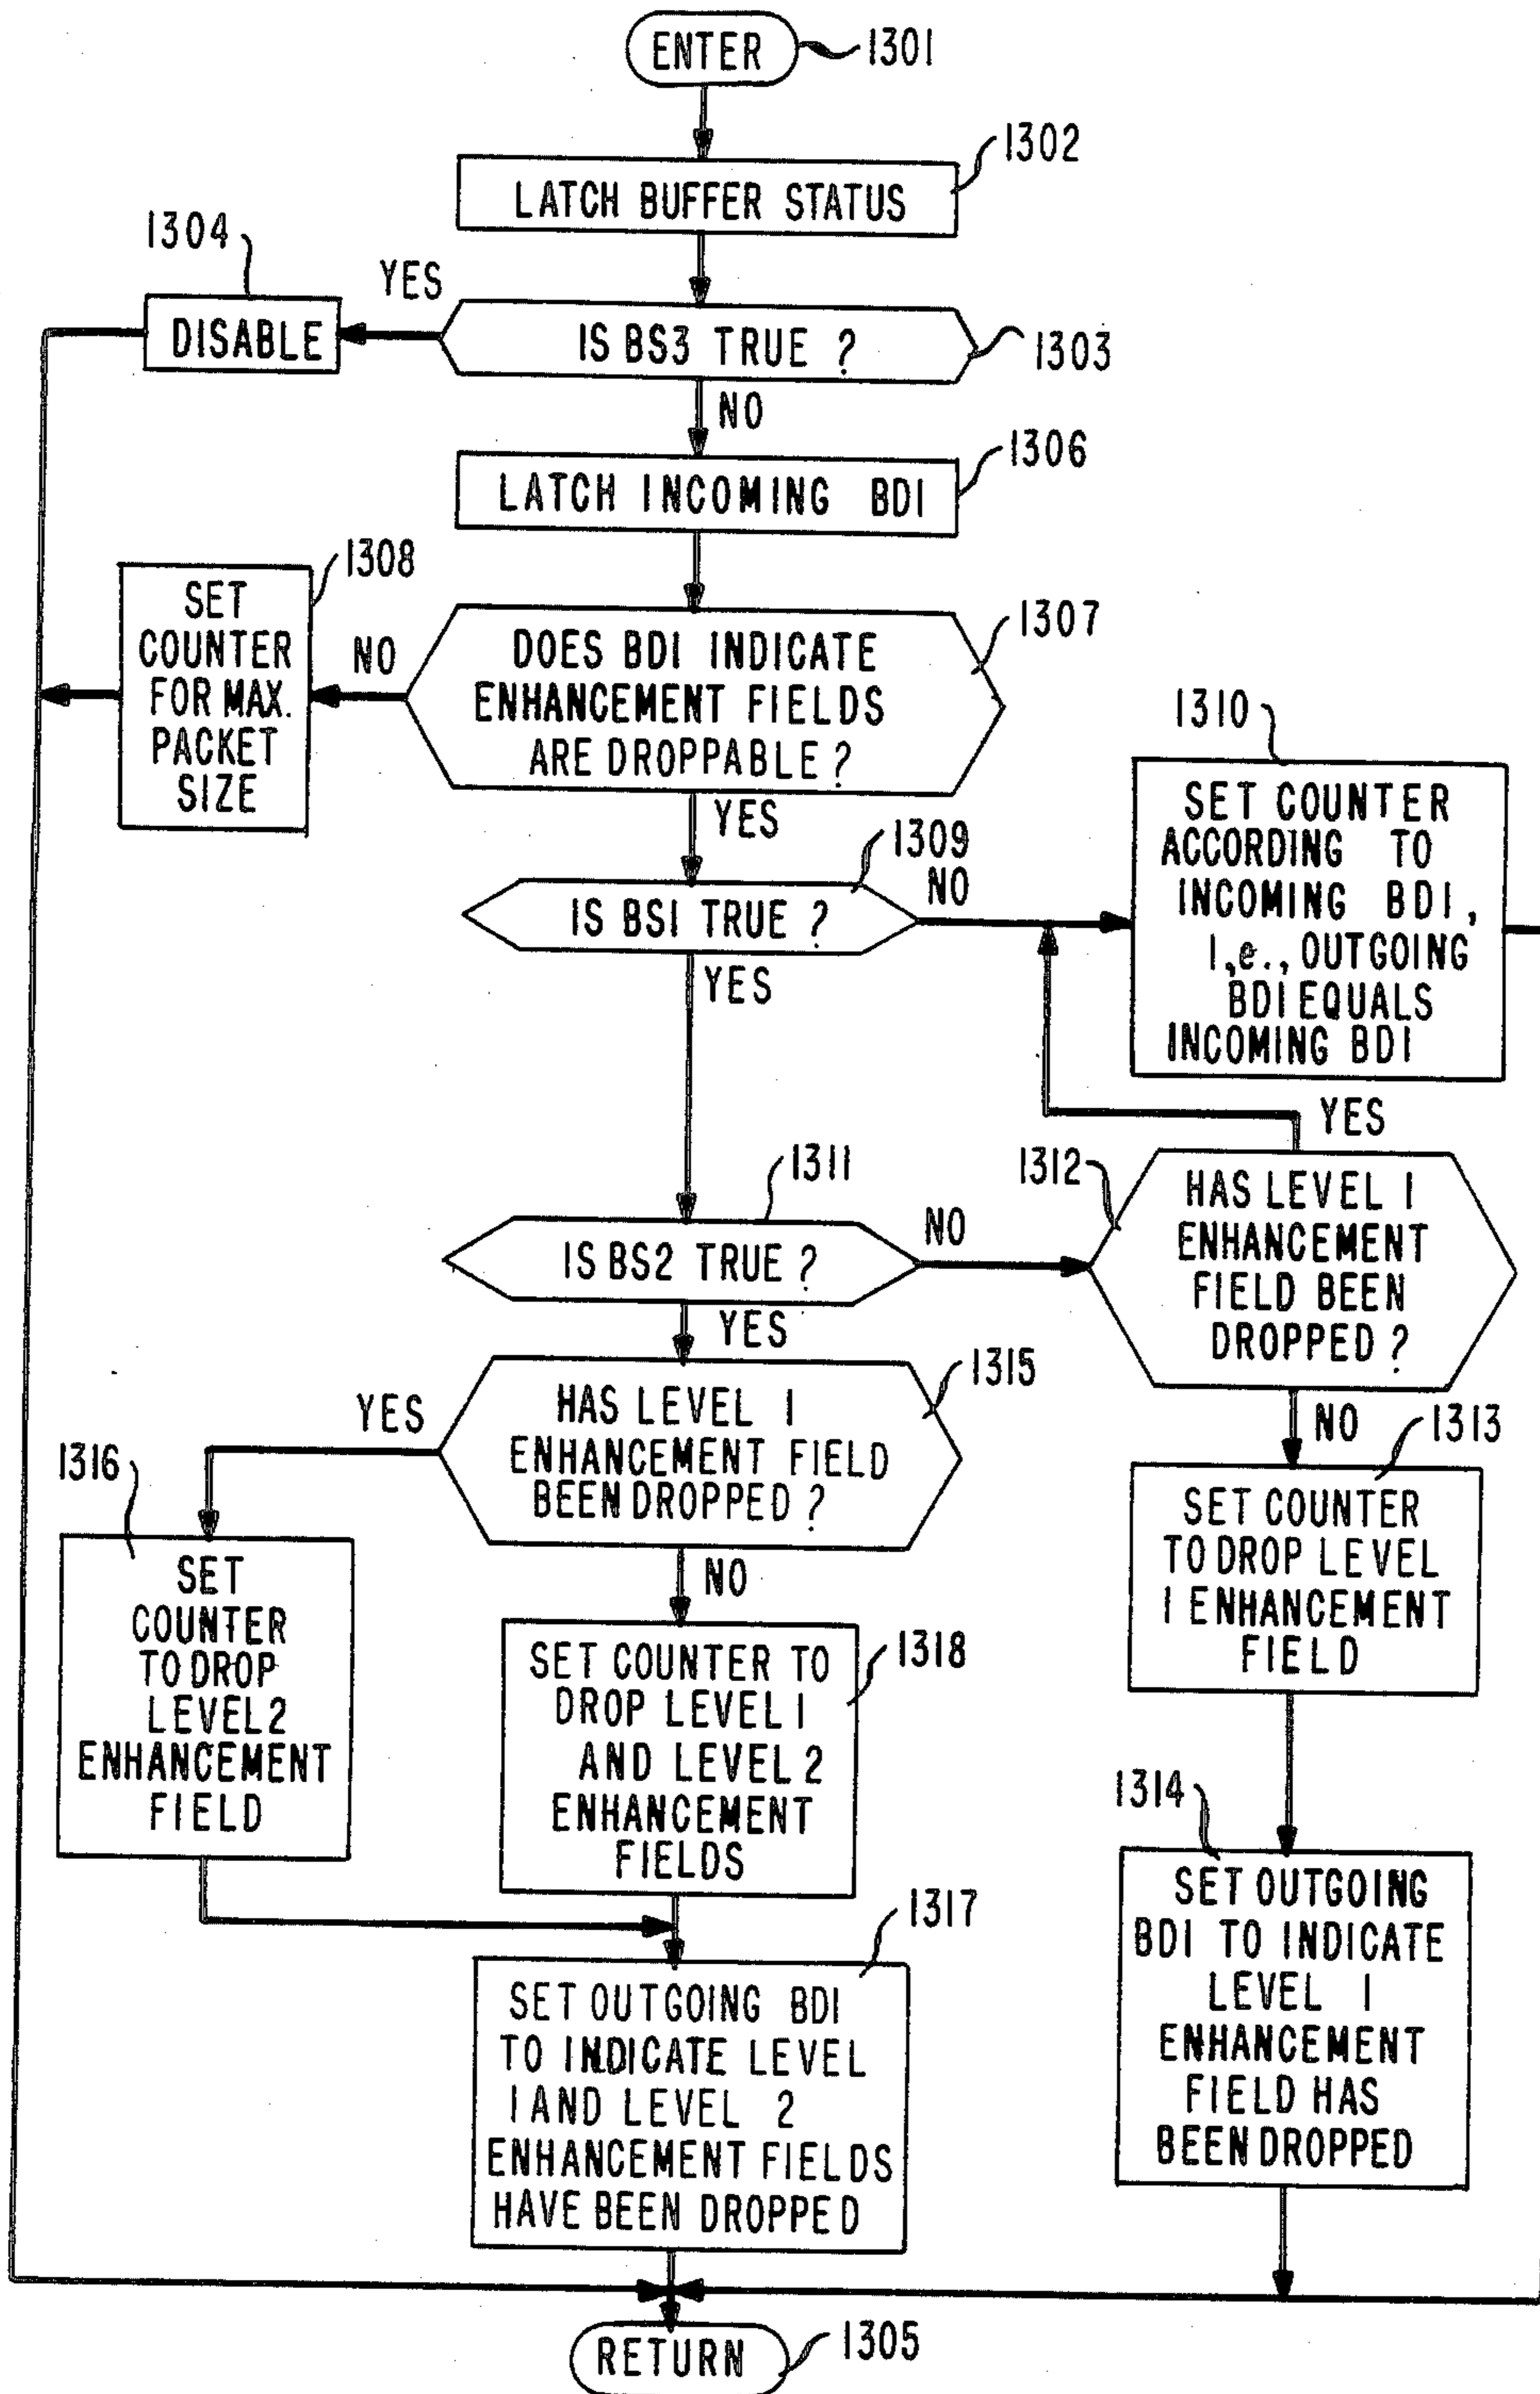 ENTER
1301
1302
LATCH BUFFER STATUS
1304
YES
DISABLE
IS BS3 TRUE ?
1303
NO
1306
LATCH INCOMING BDI
1308
SET
COUNTER
FOR MAX.
PACKET
SIZE
NO
1307
DOES BDI INDICATE
ENHANCEMENT FIELDS
ARE DROPPABLE ?
YES
1309
IS BS1 TRUE ?
NO
YES
1310
SET COUNTER
ACCORDING TO
INCOMING BDI,
I,e., OUTGOING
BDI EQUALS
INCOMING BDI
YES
1311
IS BS2 TRUE ?
NO
YES
1312
HAS LEVEL 1
ENHANCEMENT
FIELD BEEN
DROPPED ?
NO
1313
SET COUNTER
TO DROP LEVEL
1 ENHANCEMENT
FIELD
1314
SET OUTGOING
BDI TO INDICATE
LEVEL 1
ENHANCEMENT
FIELD HAS
BEEN DROPPED
1315
HAS LEVEL 1
ENHANCEMENT FIELD
BEEN DROPPED ?
YES
NO
1316
SET
COUNTER
TO DROP
LEVEL 2
ENHANCEMENT
FIELD
1318
SET COUNTER TO
DROP LEVEL 1
AND LEVEL 2
ENHANCEMENT
FIELDS
1317
SET OUTGOING BDI
TO INDICATE LEVEL
1 AND LEVEL 2
ENHANCEMENT FIELDS
HAVE BEEN DROPPED
RETURN
1305